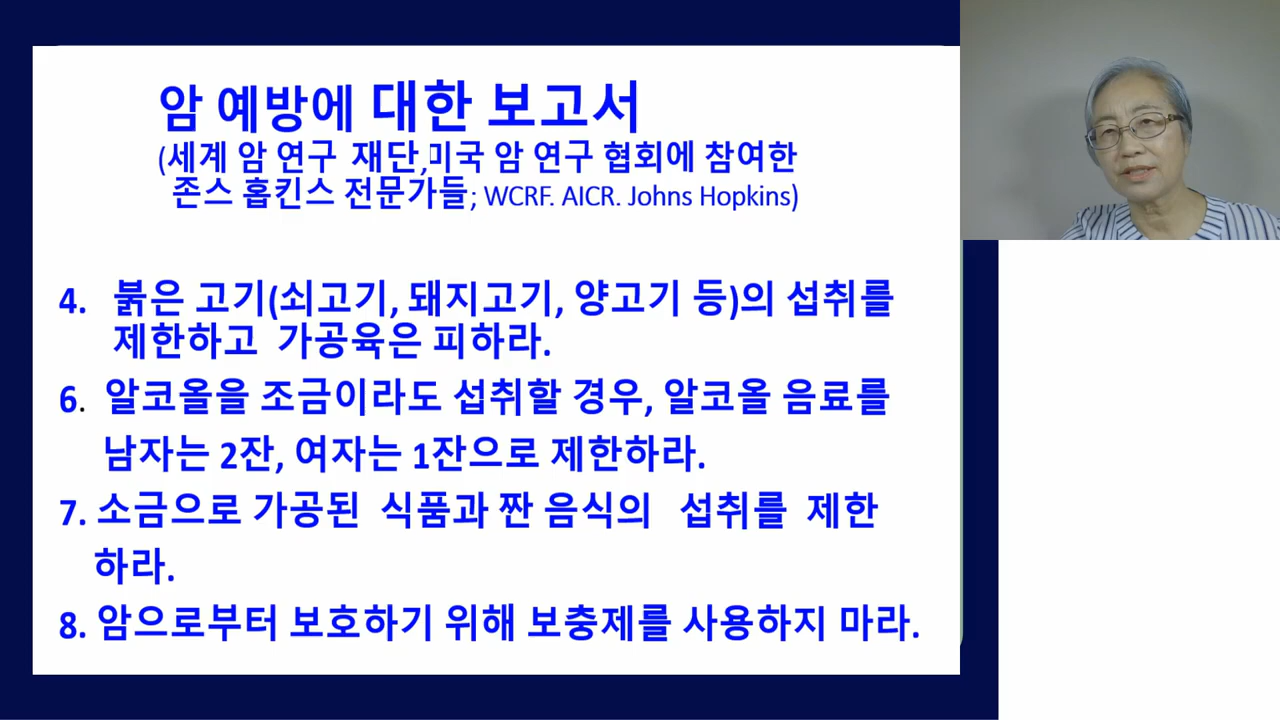 암 예방에 대한 보고서
(세계 암 연구 재단,미국 암 연구 협회에 참여한
존스 홉킨스 전문가들; WCRF. AICR. Johns Hopkins)
4. 붉은 고기(쇠고기, 돼지고기, 양고기 등)의 섭취를
제한하고 가공육은 피하라.
6. 알코올을 조금이라도 섭취할 경우, 알코올 음료를
남자는 2잔, 여자는 1잔으로 제한하라.
7. 소금으로 가공된 식품과 짠 음식의 섭취를 제한
하라.
8. 암으로부터 보호하기 위해 보충제를 사용하지 마라.